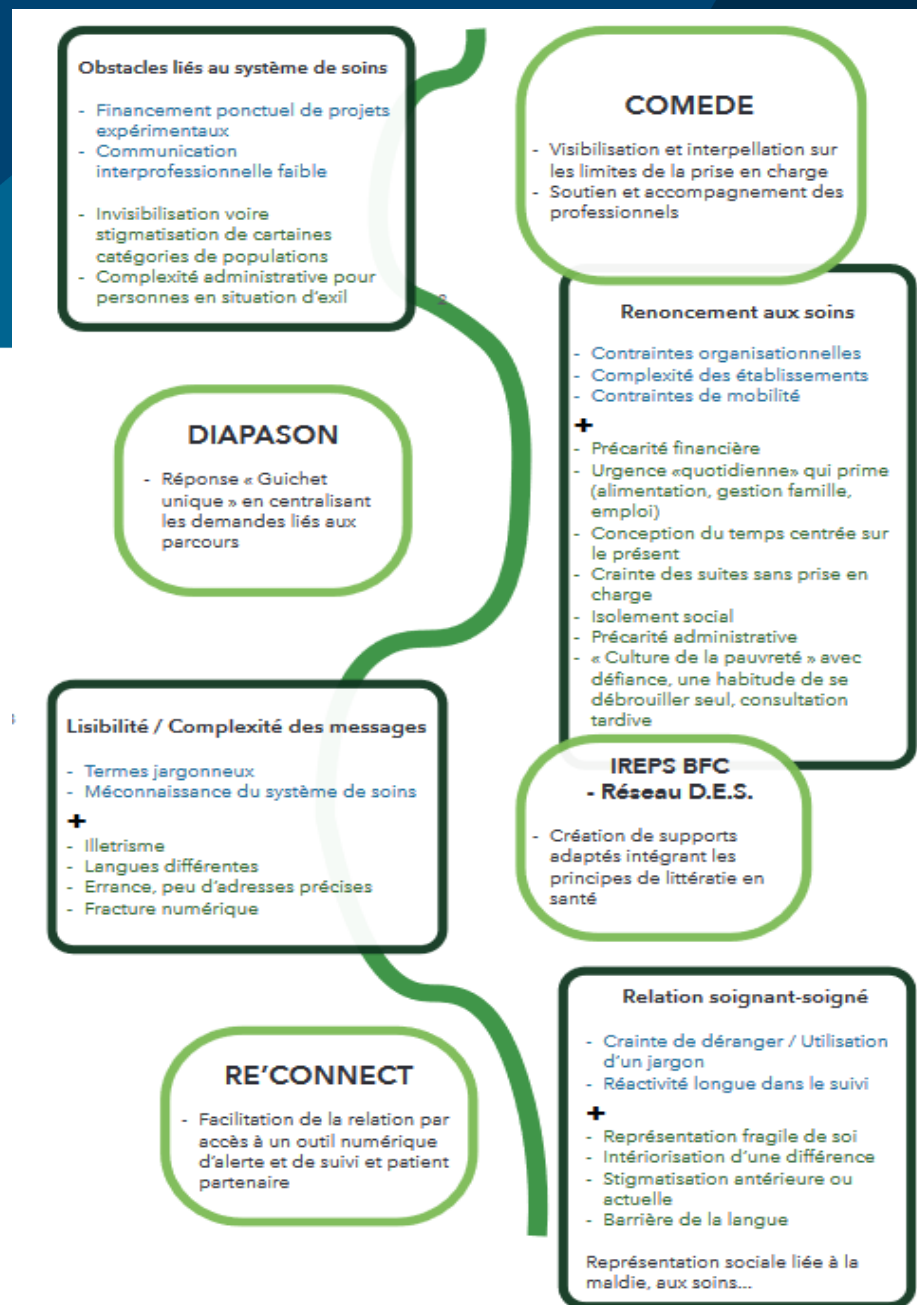 Obstacles liés au système de soins
- Financement ponctuel de projets
expérimentaux
- Communication
interprofessionnelle faible
- Invisibilisation voire
stigmatisation de cartaines
catégories de populations
- Complexité administrative pour
personnes en situation d'exil
2
COMEDE
- Visibilisation et interpellation sur
les limites de la prise en charge
- Soutien et accompagnement des
professionnels
Renoncement aux soins
- Contraintes organisationnelles
- Complexité des établissements
- Contraintes de mobilité
+
- Précarité financière
- Urgence «quotidienne» qui prime
(alimentation, gestion famille,
emploi)
- Conception du temps centrée sur
le présent
- Crainte des suites sans prise en
charge
- Isolement social
- Précarité administrative
- « Culture de la pauvreté » avec
défiance, une habitude de se
débrouiller seul, consultation
tardive
DIAPASON
- Réponse « Guichet
unique » en centralisant
les demandes liés aux
parcours
Lisibilité / Complexité des messages
- Termes jargonneux
- Méconnaissance du système de soins
+
- Illetrisme
- Langues différentes
- Errance, peu d'adresses précises
- Fracture numérique
IREPS BFC
- Réseau D.E.S.
- Création de supports
adaptés intégrant les
principes de littératie en
santé
RE'CONNECT
- Facilitation de la relation par
accès à un outil numérique
d'alerte et de suivi et patient
partenaire
Relation soignant-soigné
- Crainte de déranger / Utilisation
d'un jargon
- Réactivité longue dans le suivi
+
- Représentation fragile de soi
- Intériorisation d'une différence
- Stigmatisation antérieure ou
actuelle
- Barrière de la langue
Représentation sociale liée à la
maldie, aux soins...